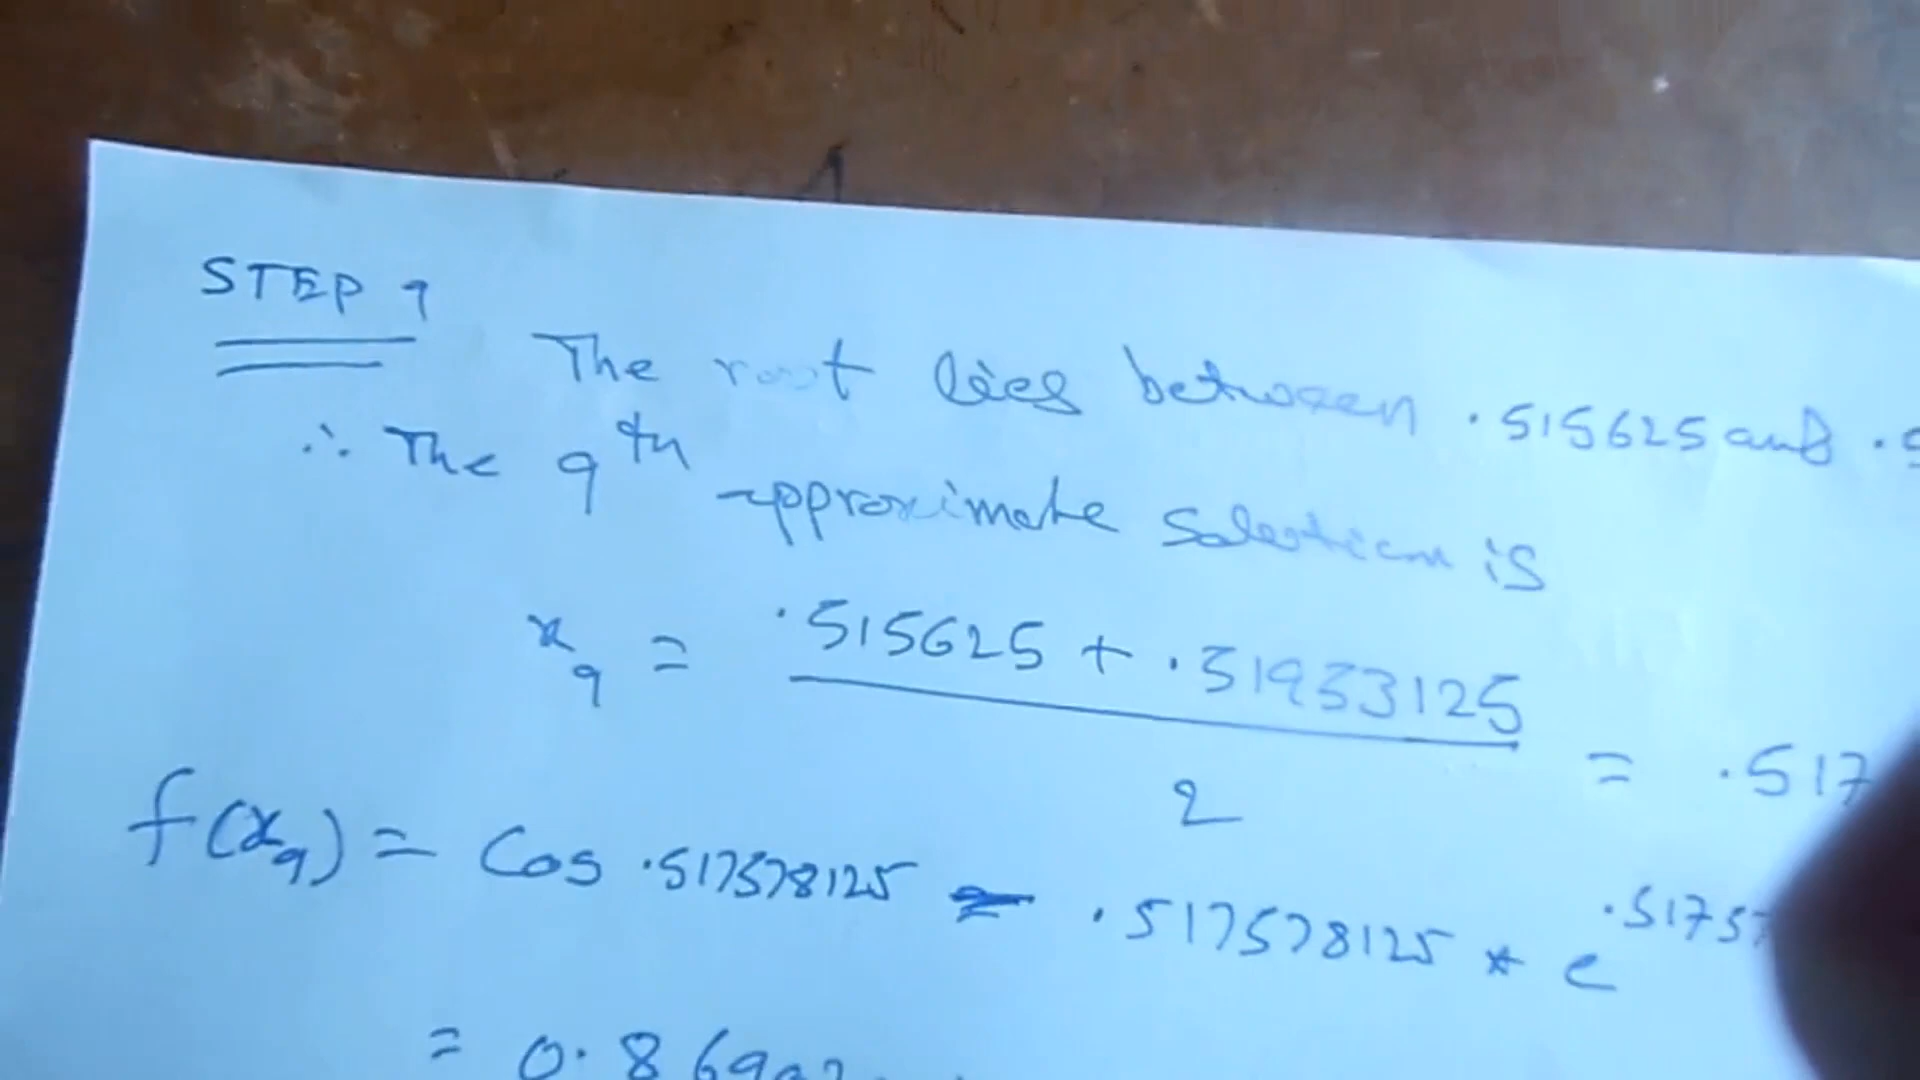 STEP 9
The root lies between .515625 and .5
∴ The 9th approximate solution is
x9 = .515625 + .51953125 / 2 = .517
f(x9) = Cos .517578125 - .517578125 * e^.5175
= 0.869